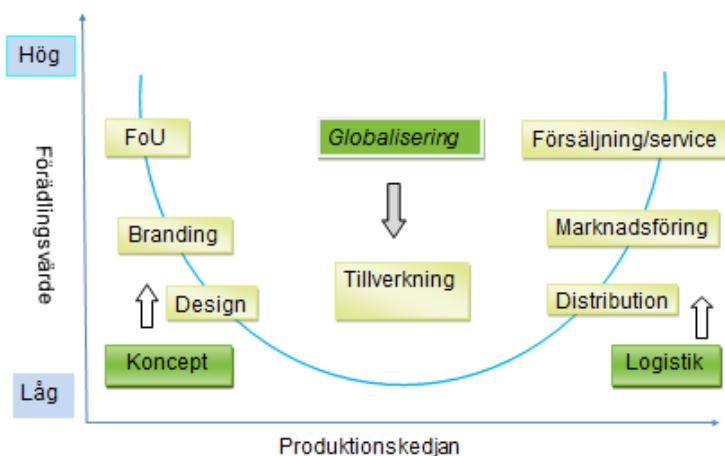 Hög
FoU
Globalisering
Försäljning/service
Förädlingsvärde
Branding
Marknadsföring
Tillverkning
Design
Distribution
Koncept
Logistik
Låg
Produktionskedjan